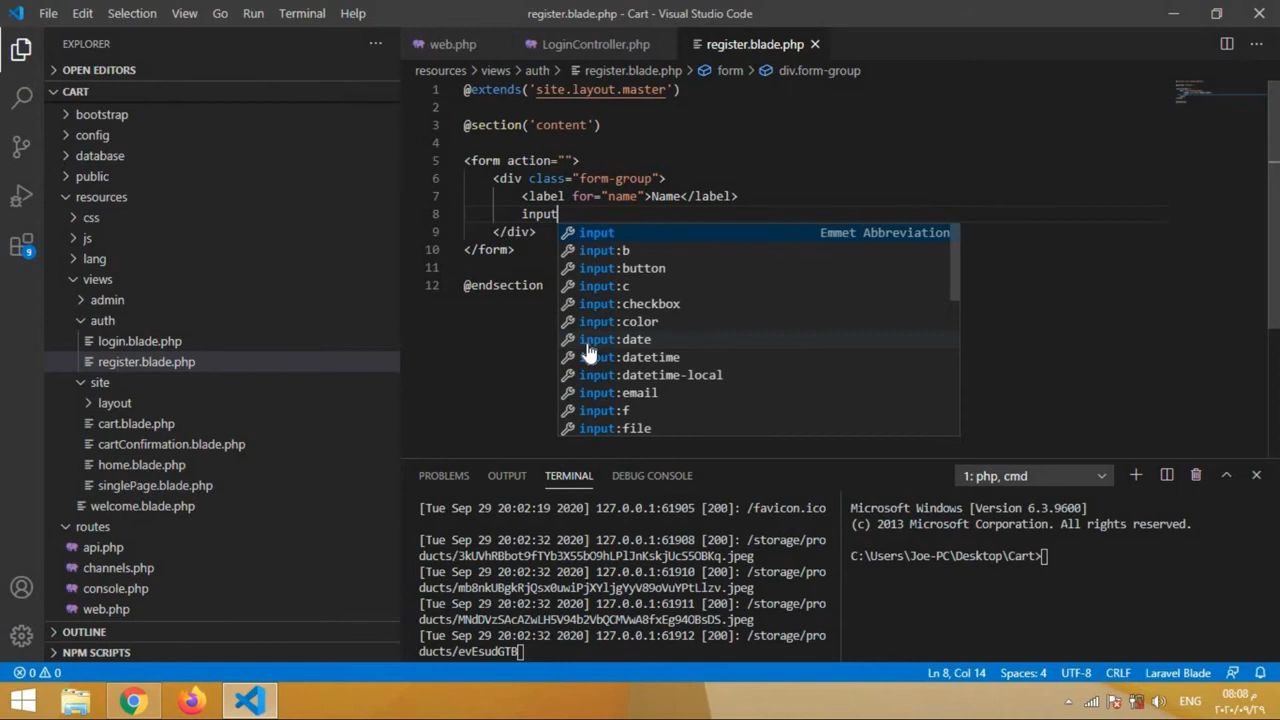 File Edit Selection View Go Run Terminal Help
register.blade.php - Cart - Visual Studio Code
EXPLORER
OPEN EDITORS
CART
bootstrap
config
database
public
resources
css
js
lang
views
admin
auth
login.blade.php
register.blade.php
site
layout
cart.blade.php
cartConfirmation.blade.php
home.blade.php
singlePage.blade.php
welcome.blade.php
routes
api.php
channels.php
console.php
web.php
OUTLINE
NPM SCRIPTS
9
web.php LoginController.php register.blade.php
resources > views > auth > register.blade.php > form > div.form-group
1 @extends('site.layout.master')
2
3 @section('content')
4
5 <form action="">
6 <div class="form-group">
7 <label for="name">Name</label>
8 input
9 </div>
10 </form>
11
12 @endsection
input Emmet Abbreviation
input:b
input:button
input:c
input:checkbox
input:color
input:date
input:datetime
input:datetime-local
input:email
input:f
input:file
PROBLEMS OUTPUT TERMINAL DEBUG CONSOLE 1: php, cmd
[Tue Sep 29 20:02:19 2020] 127.0.0.1:61905 [200]: /favicon.ico
[Tue Sep 29 20:02:32 2020] 127.0.0.1:61908 [200]: /storage/pro
ducts/3kUVhRBbot9fTYb3X55bO9hLPlJnKskjUcS5OBKq.jpeg
[Tue Sep 29 20:02:32 2020] 127.0.0.1:61910 [200]: /storage/pro
ducts/mb8nkUBgkRjQsx0uwiPjXYljgYyV89oVuYPtLlzv.jpeg
[Tue Sep 29 20:02:32 2020] 127.0.0.1:61911 [200]: /storage/pro
ducts/MNdDVzSAcAZwLH5V94b2VbQCMVwA8fxEg94OBsDS.jpeg
[Tue Sep 29 20:02:32 2020] 127.0.0.1:61912 [200]: /storage/pro
ducts/evEsudGTB
Microsoft Windows [Version 6.3.9600]
(c) 2013 Microsoft Corporation. All rights reserved.
C:\Users\Joe-PC\Desktop\Cart>
0 0 Ln 8, Col 14 Spaces: 4 UTF-8 CRLF Laravel Blade
ENG
08:08 م
٢٠٢٠/٠٩/٢٩